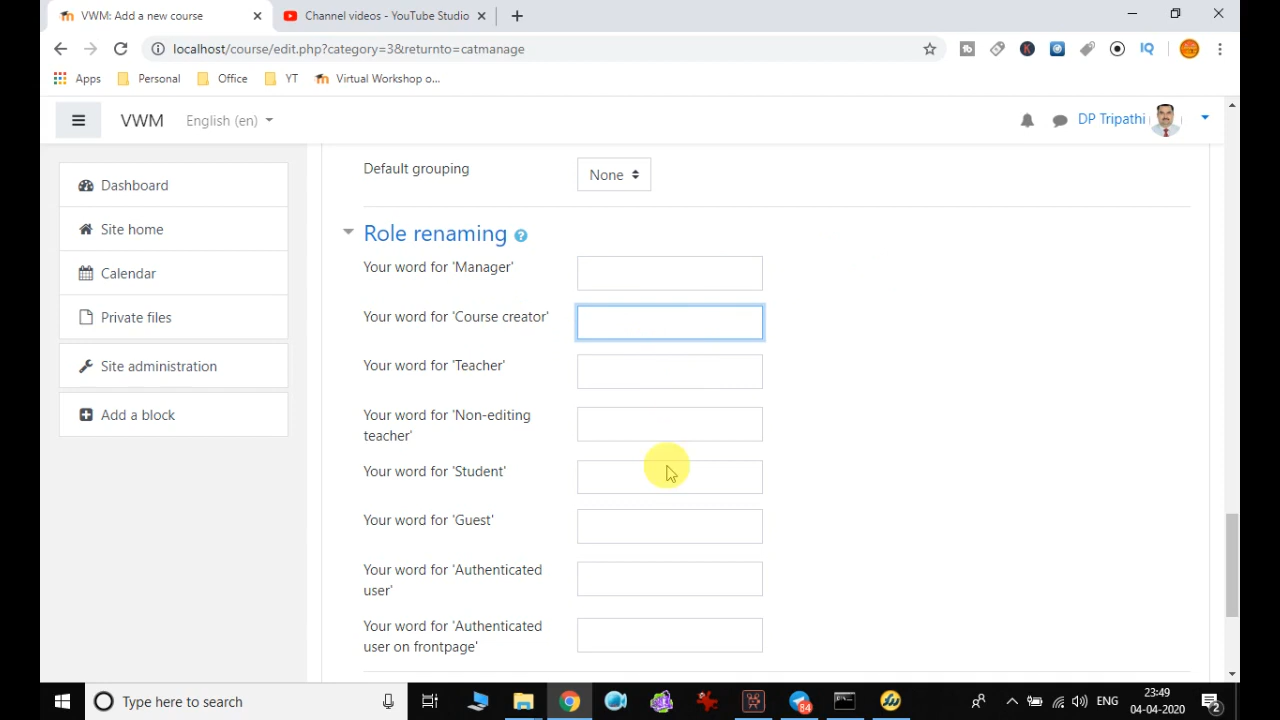 VWM: Add a new course
Channel videos - YouTube Studio
localhost/course/edit.php?category=3&returnto=catmanage
IQ
Apps
Personal
Office
YT
Virtual Workshop o...
VWM
English (en)
DP Tripathi
Dashboard
Site home
Calendar
Private files
Site administration
Add a block
Default grouping
None
Role renaming
Your word for 'Manager'
Your word for 'Course creator'
Your word for 'Teacher'
Your word for 'Non-editing
teacher'
Your word for 'Student'
Your word for 'Guest'
Your word for 'Authenticated
user'
Your word for 'Authenticated
user on frontpage'
Type here to search
84
ENG
23:49
04-04-2020
2